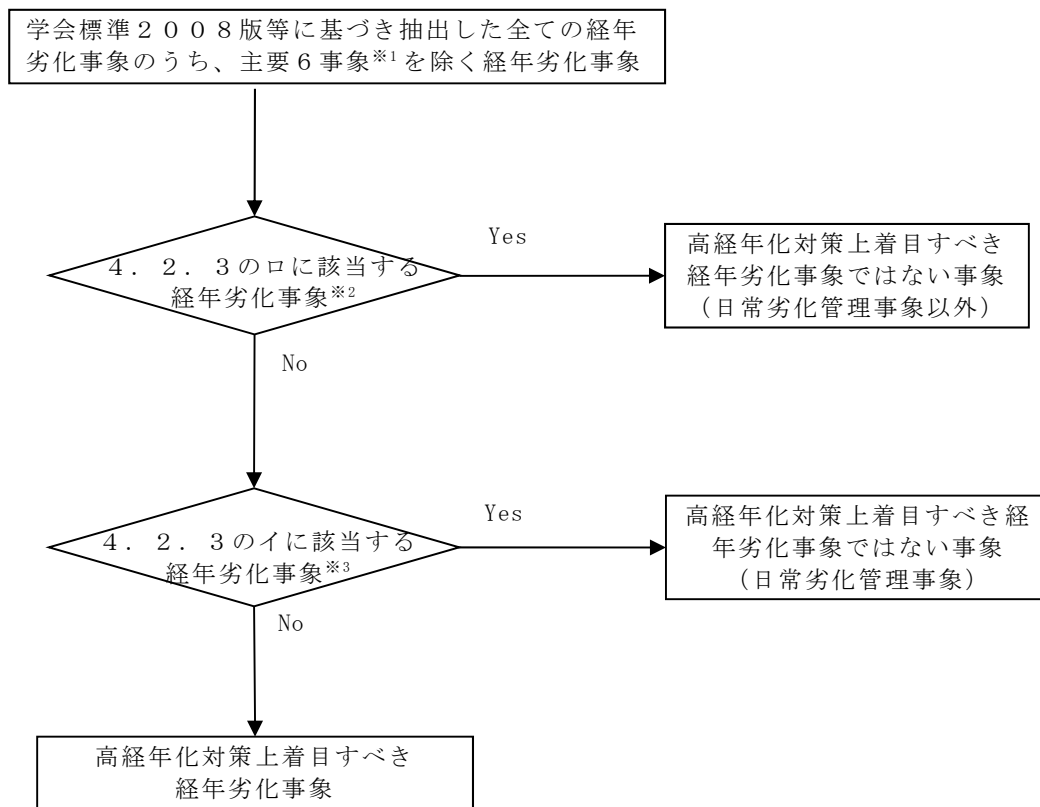 学会標準２００８版等に基づき抽出した全ての経年
劣化事象のうち、主要６事象※1を除く経年劣化事象
４．２．３のロに該当する
経年劣化事象※2
Yes
高経年化対策上着目すべき
経年劣化事象ではない事象
（日常劣化管理事象以外）
No
４．２．３のイに該当する
経年劣化事象※3
Yes
高経年化対策上着目すべき経
年劣化事象ではない事象
（日常劣化管理事象）
No
高経年化対策上着目すべき
経年劣化事象